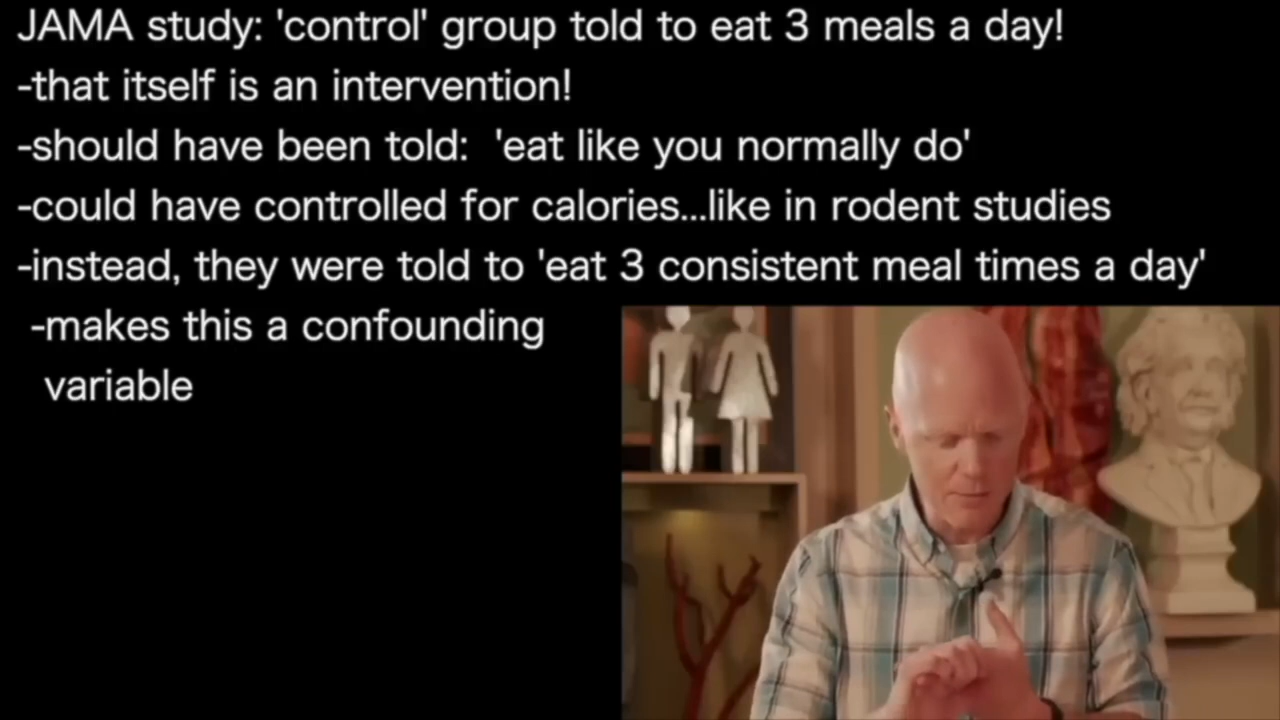 JAMA study: 'control' group told to eat 3 meals a day!
-that itself is an intervention!
-should have been told:  'eat like you normally do'
-could have controlled for calories...like in rodent studies
-instead, they were told to 'eat 3 consistent meal times a day'
-makes this a confounding
variable